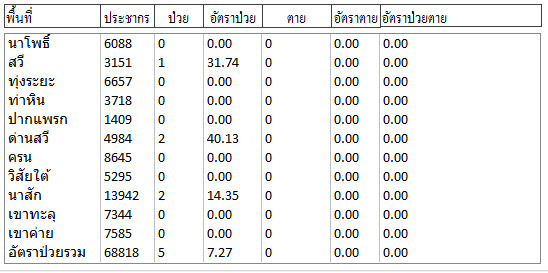 พื้นที่ ประชากร ป่วย อัตราป่วย ตาย อัตราตาย อัตราป่วยตาย
นาโพธิ์ 6088 0 0.00 0 0.00 0.00
สวี 3151 1 31.74 0 0.00 0.00
ทุ่งระยะ 6657 0 0.00 0 0.00 0.00
ท่าหิน 3718 0 0.00 0 0.00 0.00
ปากแพรก 1409 0 0.00 0 0.00 0.00
ด่านสวี 4984 2 40.13 0 0.00 0.00
ครน 8645 0 0.00 0 0.00 0.00
วิสัยใต้ 5295 0 0.00 0 0.00 0.00
นาสัก 13942 2 14.35 0 0.00 0.00
เขาทะลุ 7344 0 0.00 0 0.00 0.00
เขาค่าย 7585 0 0.00 0 0.00 0.00
อัตราป่วยรวม 68818 5 7.27 0 0.00 0.00